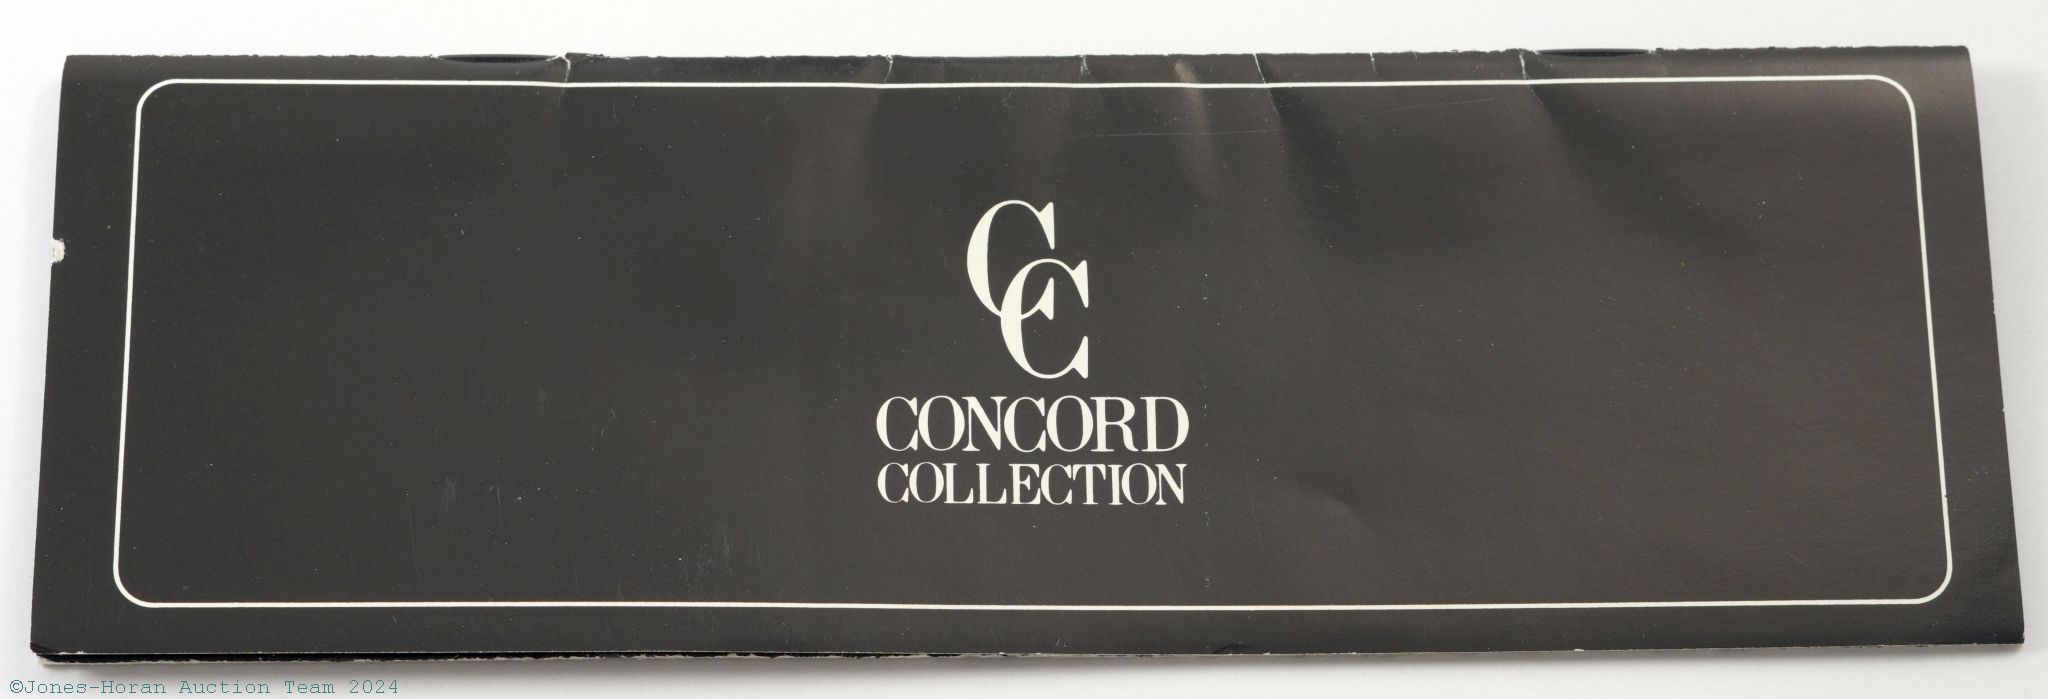 CC
CONCORD
COLLECTION
©Jones-Horan Auction Team 2024